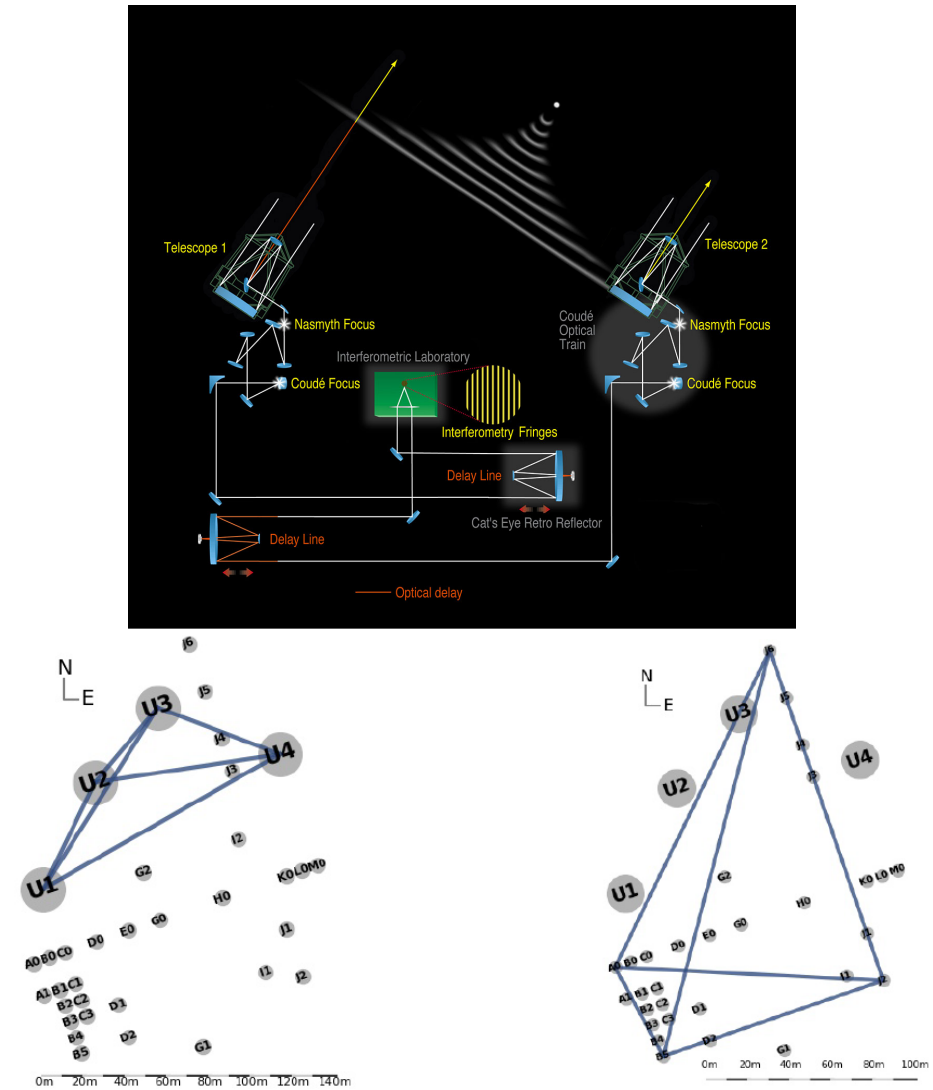 Telescope 1
Telescope 2
Nasmyth Focus
Coudé
Optical
Train
Nasmyth Focus
Interferometric Laboratory
Coudé Focus
Coudé Focus
Interferometry Fringes
Delay Line
Cat's Eye Retro Reflector
Delay Line
Optical delay
N
E
J6
J5
U3
J4
U4
J3
U2
I2
G2
K0 L0 M0
U1
H0
G0
E0
J1
D0
A0 B0 C0
I1
J2
A1 B1 C1
B2 C2
D1
B3 C3
B4
D2
B5
G1
0m 20m 40m 60m 80m 100m 120m 140m
N
E
J6
J5
U3
J4
U4
J3
U2
G2
K0 L0 M0
U1
H0
G0
E0
J1
D0
A0 B0 C0
I1
J2
A1 B1 C1
B2 C2
D1
B3 C3
B4
D2
B5
G1
0m 20m 40m 60m 80m 100m